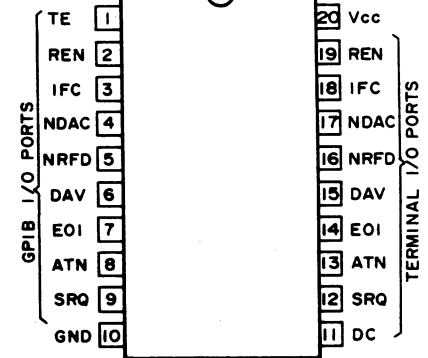 TE 1 20 Vcc
REN 2 19 REN
IFC 3 18 IFC
NDAC 4 17 NDAC
NRFD 5 16 NRFD
DAV 6 15 DAV
EOI 7 14 EOI
ATN 8 13 ATN
SRQ 9 12 SRQ
GND 10 11 DC
GPIB I/O PORTS
TERMINAL I/O PORTS